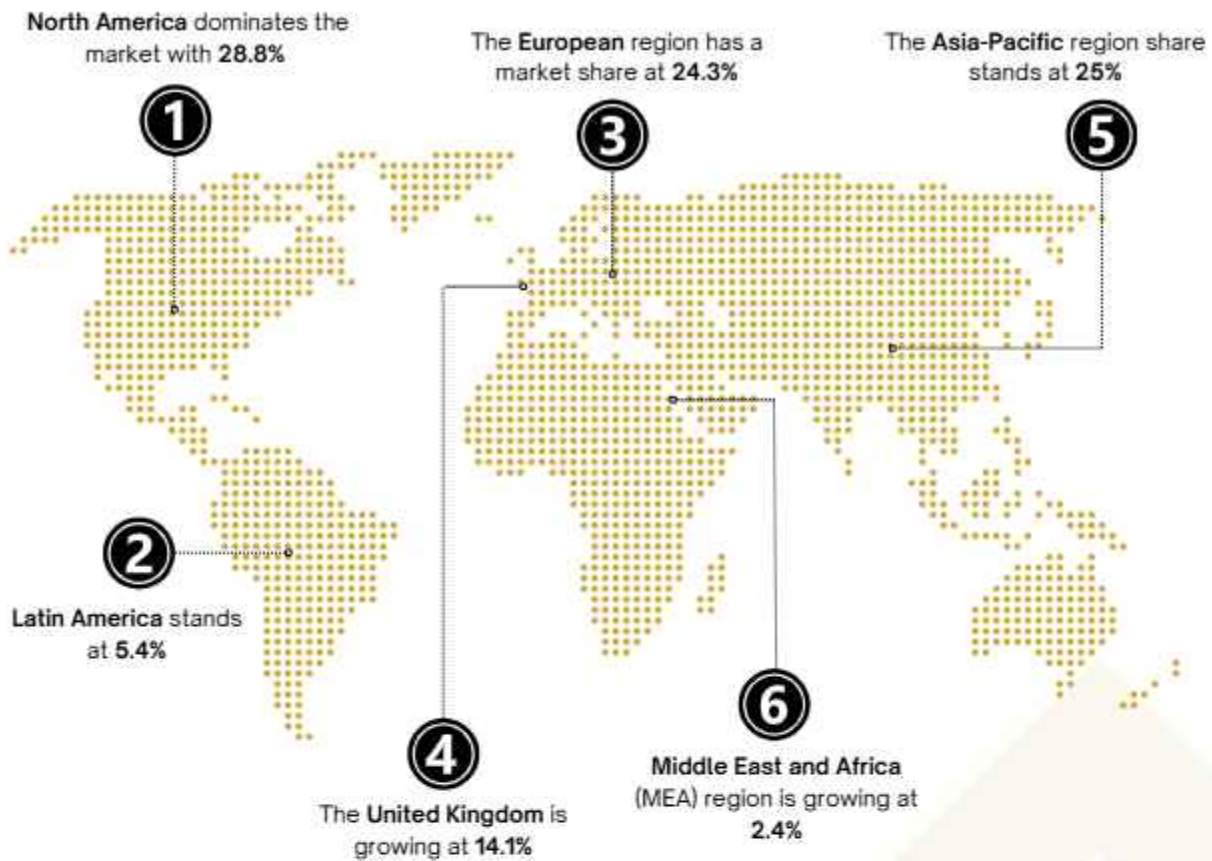 North America dominates the
market with 28.8%
1
The European region has a
market share at 24.3%
3
The Asia-Pacific region share
stands at 25%
5
2
Latin America stands
at 5.4%
4
The United Kingdom is
growing at 14.1%
6
Middle East and Africa
(MEA) region is growing at
2.4%